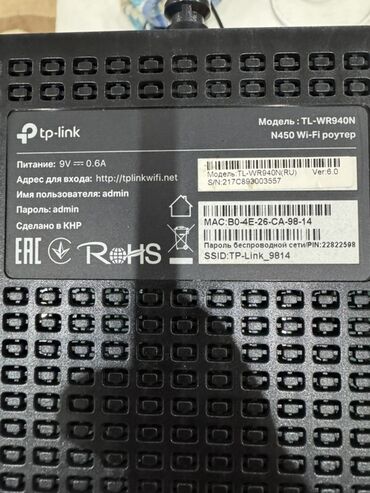 tp-link
Модель : TL-WR940N
N450 Wi-Fi роутер
Питание: 9V 0.6A
Адрес для входа: http://tplinkwifi.net
Имя пользователя: admin
Пароль: admin
Сделано в КНР
Модель:TL-WR940N(RU) Ver:6.0
S/N:217C893003557
MAC:B0-4E-26-CA-98-14
Пароль беспроводной сети/PIN:22822598
SSID:TP-Link_9814
EAC RoHS